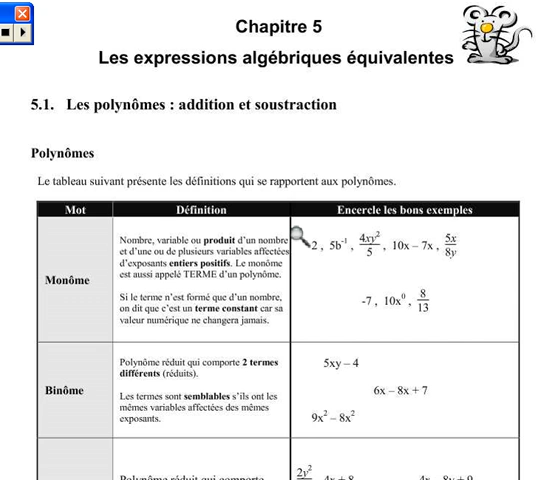 Chapitre 5
Les expressions algébriques équivalentes
5.1. Les polynômes : addition et soustraction
Polynômes
Le tableau suivant présente les définitions qui se rapportent aux polynômes.
Mot Définition Encercle les bons exemples
Monôme
Nombre, variable ou produit d'un nombre
et d'une ou de plusieurs variables affectées
d'exposants entiers positifs. Le monôme
est aussi appelé TERME d'un polynôme.
Si le terme n'est formé que d'un nombre,
on dit que c'est un terme constant car sa
valeur numérique ne changera jamais.
2 , 5b⁻¹ , 4xy²/5 , 10x – 7x , 5x/8y
-7 , 10x⁰ , 8/13
Binôme
Polynôme réduit qui comporte 2 termes
différents (réduits).
Les termes sont semblables s'ils ont les
mêmes variables affectées des mêmes
exposants.
5xy – 4
6x – 8x + 7
9x² – 8x²
Polynôme réduit qui comporte
2y²